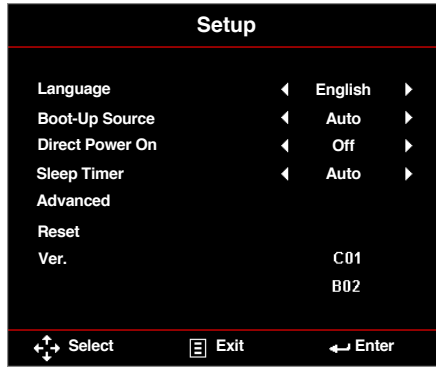 Setup
Language English
Boot-Up Source Auto
Direct Power On Off
Sleep Timer Auto
Advanced
Reset
Ver. C01
B02
Select Exit Enter